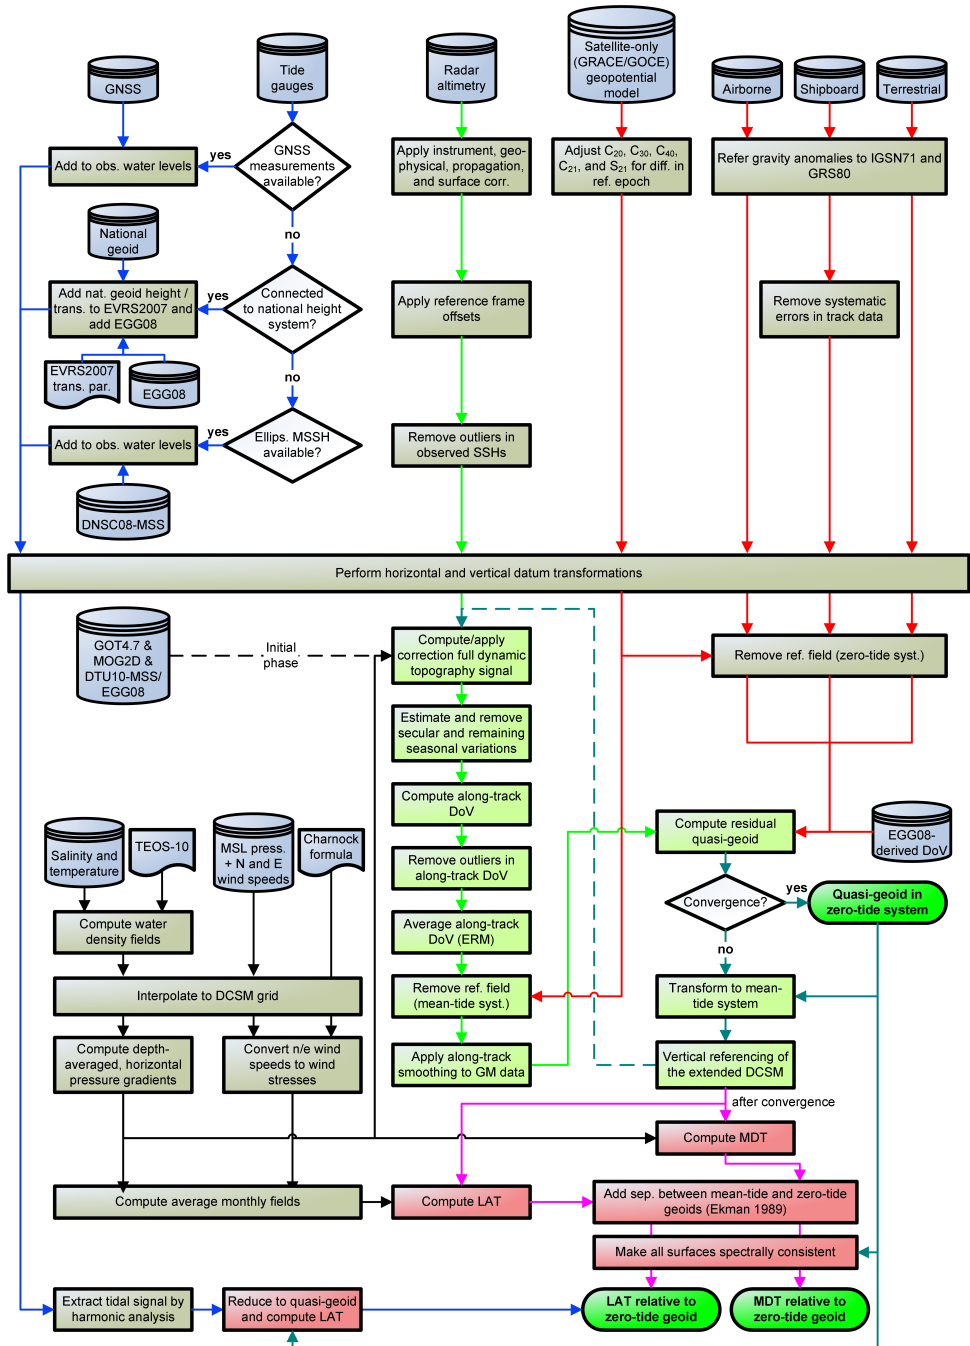 GNSS
Tide
gauges
Radar
altimetry
Satellite-only
(GRACE/GOCE)
geopotential
model
Airborne
Shipboard
Terrestrial
Add to obs. water levels
yes
GNSS
measurements
available?
Apply instrument, geo-
physical, propagation,
and surface corr.
Adjust C20, C30, C40,
C21, and S21 for diff. in
ref. epoch
Refer gravity anomalies to IGSN71 and
GRS80
no
National
geoid
Add nat. geoid height /
trans. to EVRS2007 and
add EGG08
yes
Connected
to national height
system?
Apply reference frame
offsets
Remove systematic
errors in track data
EVRS2007
trans. par.
EGG08
no
Add to obs. water levels
yes
Ellips. MSSH
available?
Remove outliers in
observed SSHs
DNSC08-MSS
Perform horizontal and vertical datum transformations
GOT4.7 &
MOG2D &
DTU10-MSS/
EGG08
Initial
phase
Compute/apply
correction full dynamic
topography signal
Remove ref. field (zero-tide syst.)
Estimate and remove
secular and remaining
seasonal variations
Compute along-track
DoV
Compute residual
quasi-geoid
EGG08-
derived DoV
Salinity and
temperature
TEOS-10
MSL press.
+ N and E
wind speeds
Charnock
formula
Remove outliers in
along-track DoV
Convergence?
yes
Quasi-geoid in
zero-tide system
Compute water
density fields
Average along-track
DoV (ERM)
no
Interpolate to DCSM grid
Remove ref. field
(mean-tide syst.)
Transform to mean-
tide system
Compute depth-
averaged, horizontal
pressure gradients
Convert n/e wind
speeds to wind
stresses
Apply along-track
smoothing to GM data
Vertical referencing of
the extended DCSM
after convergence
Compute MDT
Compute average monthly fields
Compute LAT
Add sep. between mean-tide and zero-tide
geoids (Ekman 1989)
Make all surfaces spectrally consistent
Extract tidal signal by
harmonic analysis
Reduce to quasi-geoid
and compute LAT
LAT relative to
zero-tide geoid
MDT relative to
zero-tide geoid